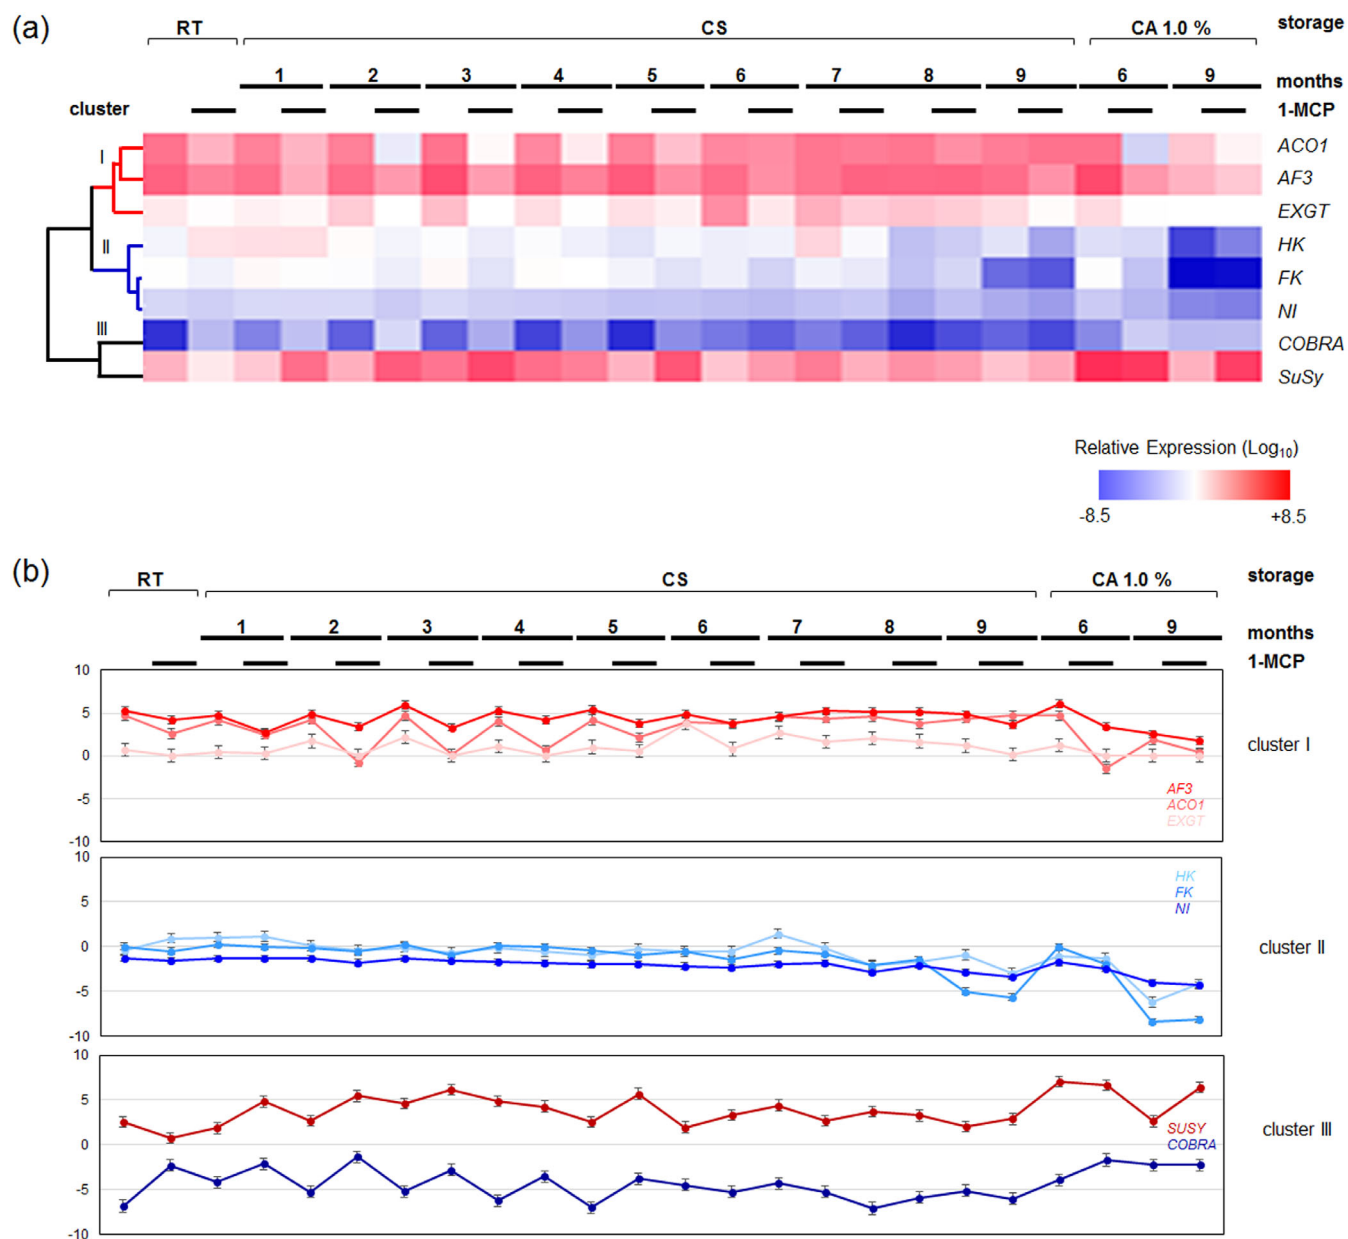 (a)
RT CS CA 1.0 % storage
1 2 3 4 5 6 7 8 9 6 9 months
cluster 1-MCP
I ACO1
AF3
EXGT
II HK
FK
NI
III COBRA
SuSy
Relative Expression (Log10)
-8.5 +8.5
(b)
RT CS CA 1.0 % storage
1 2 3 4 5 6 7 8 9 6 9 months
1-MCP
10
5
0 cluster I
-5 AF3
ACO1
EXGT
-10
10
HK
5 FK
NI
0 cluster II
-5
-10
10
5
0 SUSY cluster III
COBRA
-5
-10